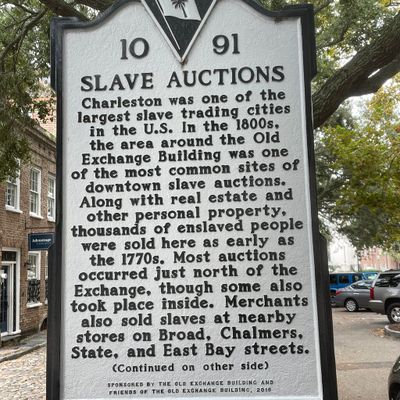 10 91
SLAVE AUCTIONS
Charleston was one of the
largest slave trading cities
in the U.S. In the 1800s,
the area around the Old
Exchange Building was one
of the most common sites of
downtown slave auctions.
Along with real estate and
other personal property,
thousands of enslaved people
were sold here as early as
the 1770s. Most auctions
occurred just north of the
Exchange, though some also
took place inside. Merchants
also sold slaves at nearby
stores on Broad, Chalmers,
State, and East Bay streets.
(Continued on other side)
SPONSORED BY THE OLD EXCHANGE BUILDING AND
FRIENDS OF THE OLD EXCHANGE BUILDING, 2016